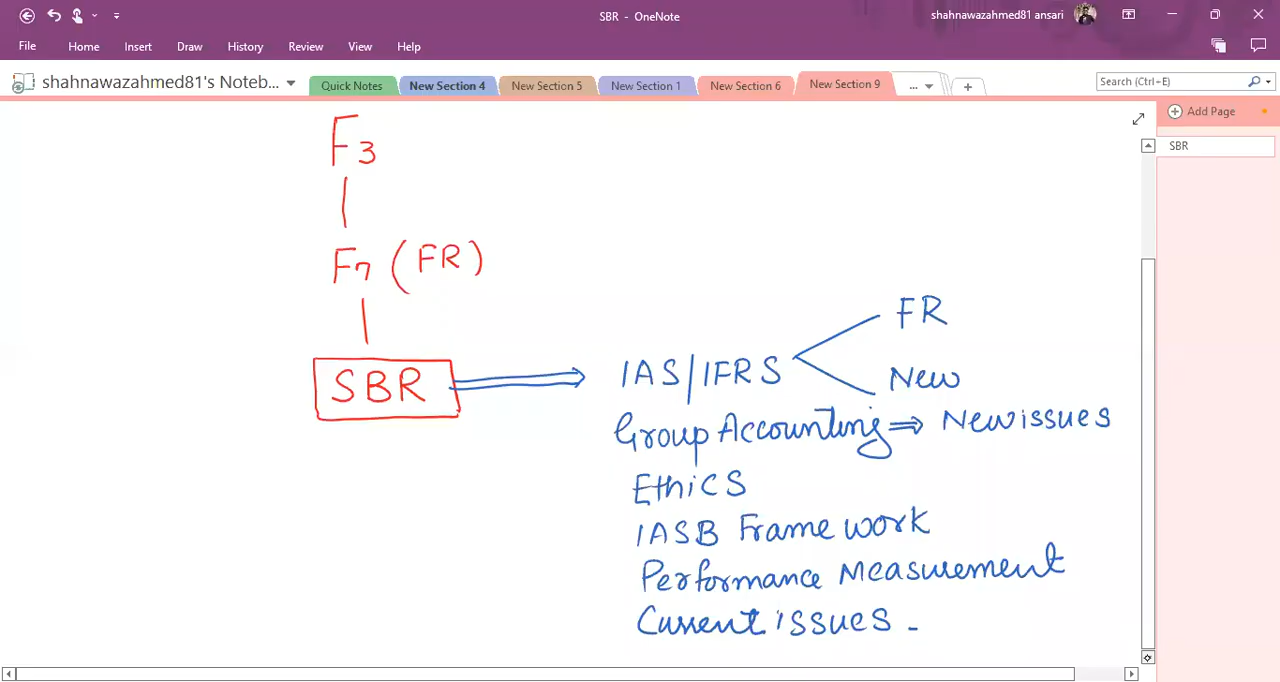 SBR - OneNote
shahnawazahmed81 ansari
File Home Insert Draw History Review View Help
shahnawazahmed81's Noteb...
Quick Notes
New Section 4
New Section 5
New Section 1
New Section 6
New Section 9
...
Search (Ctrl+E)
Add Page
SBR
F3
F7 (FR)
SBR
IAS/IFRS
FR
New
Group Accounting ⇒ New issues
Ethics
IASB Frame work
Performance Measurement
Current issues -